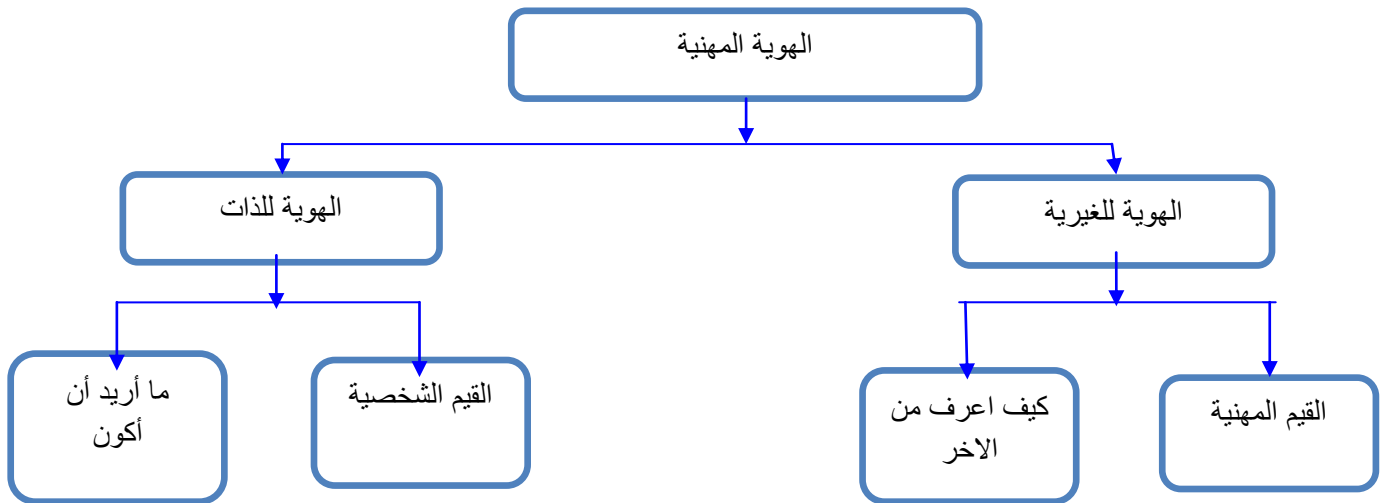 الهوية المهنية
الهوية للغيرية
الهوية للذات
القيم المهنية
كيف اعرف من
الاخر
القيم الشخصية
ما أريد أن
أكون